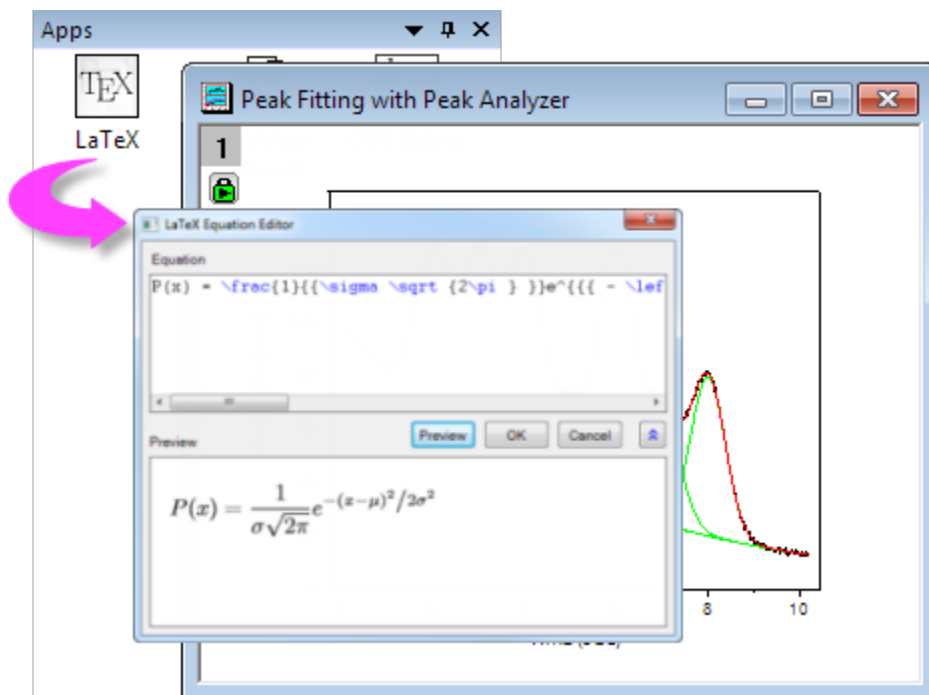 Apps
TEX
LaTeX
Peak Fitting with Peak Analyzer
1
LaTeX Equation Editor
Equation
P(x) = \frac{1}{{\sigma \sqrt {2\pi } }}e^{{{ - \lef
Preview
Preview OK Cancel
P(x) = 1/σ√2π e^−(x−μ)²/2σ²
8 10